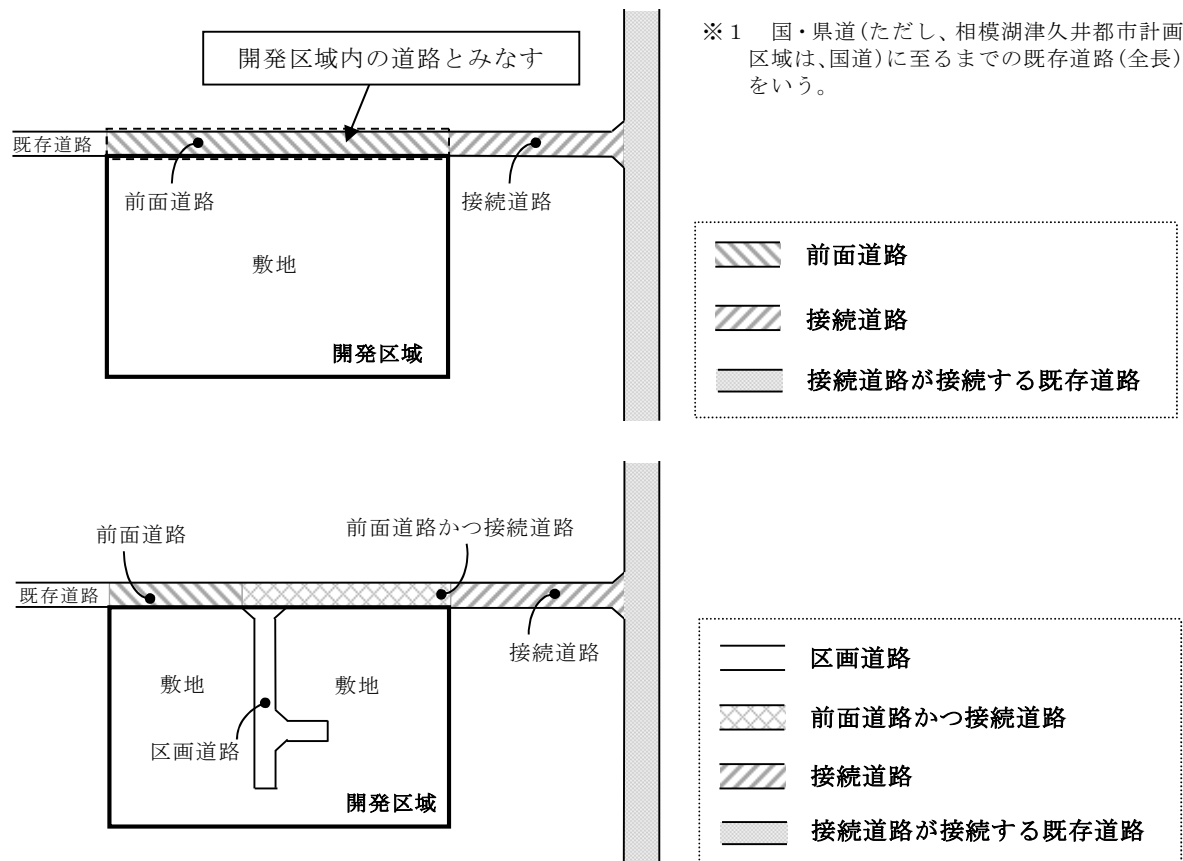 開発区域内の道路とみなす
既存道路
前面道路
接続道路
敷地
開発区域
※1 国・県道(ただし、相模湖津久井都市計画
区域は、国道)に至るまでの既存道路(全長)
をいう。
前面道路
接続道路
接続道路が接続する既存道路
前面道路
前面道路かつ接続道路
既存道路
接続道路
敷地
敷地
区画道路
開発区域
区画道路
前面道路かつ接続道路
接続道路
接続道路が接続する既存道路